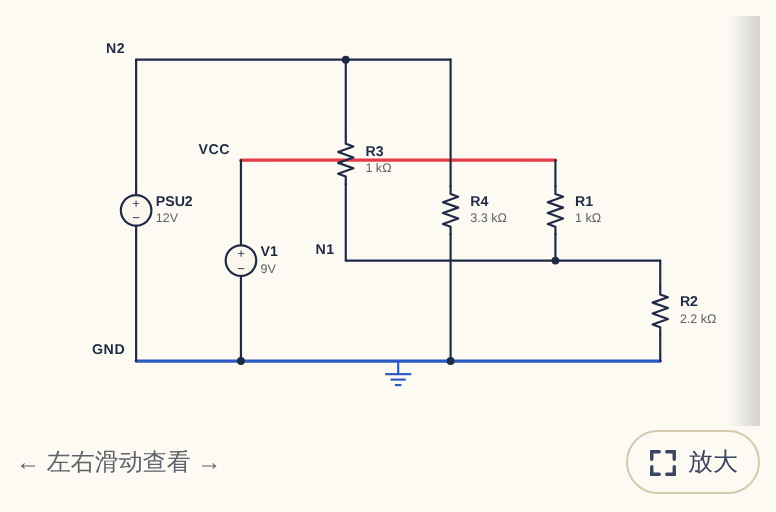 N2
VCC
R3
1 kΩ
PSU2
12V
R4
3.3 kΩ
R1
1 kΩ
V1
9V
N1
R2
2.2 kΩ
GND
← 左右滑动查看 →
放大